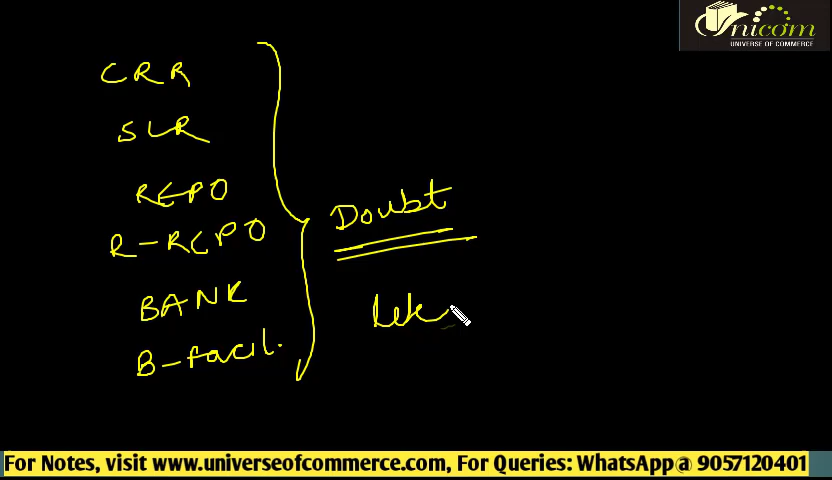 Unicom
UNIVERSE OF COMMERCE
CRR
SLR
REPO
R-REPO
BANK
B-facil.
Doubt
For Notes, visit www.universeofcommerce.com, For Queries: WhatsApp@ 9057120401